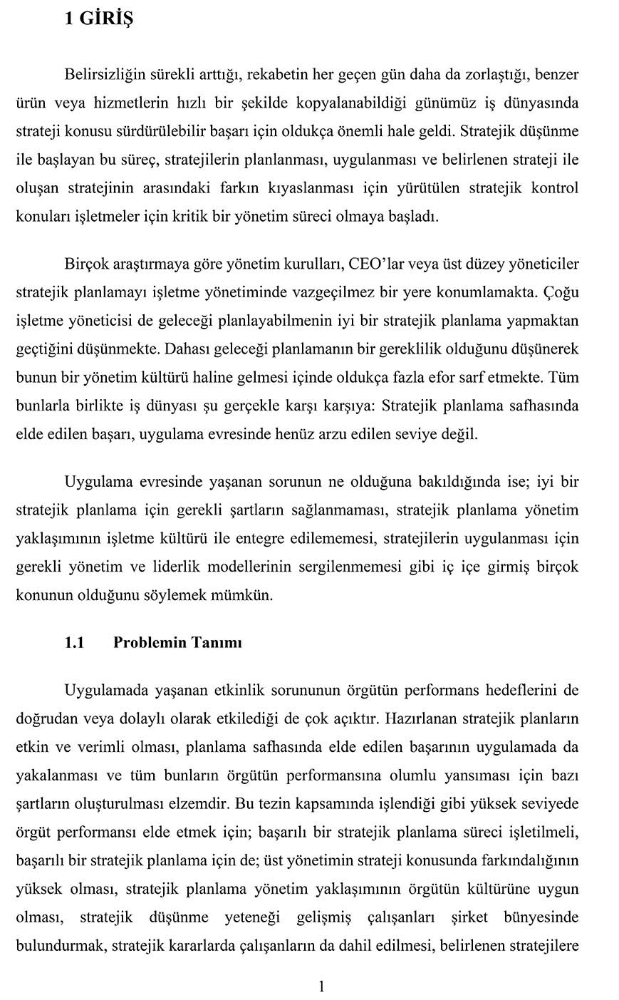 1 GİRİŞ
Belirsizliğin sürekli arttığı, rekabetin her geçen gün daha da zorlaştığı, benzer
ürün veya hizmetlerin hızlı bir şekilde kopyalanabildiği günümüz iş dünyasında
strateji konusu sürdürülebilir başarı için oldukça önemli hale geldi. Stratejik düşünme
ile başlayan bu süreç, stratejilerin planlanması, uygulanması ve belirlenen strateji ile
oluşan stratejinin arasındaki farkın kıyaslanması için yürütülen stratejik kontrol
konuları işletmeler için kritik bir yönetim süreci olmaya başladı.
Birçok araştırmaya göre yönetim kurulları, CEO’lar veya üst düzey yöneticiler
stratejik planlamayı işletme yönetiminde vazgeçilmez bir yere konumlamakta. Çoğu
işletme yöneticisi de geleceği planlayabilmenin iyi bir stratejik planlama yapmaktan
geçtiğini düşünmekte. Dahası geleceği planlamanın bir gereklilik olduğunu düşünerek
bunun bir yönetim kültürü haline gelmesi içinde oldukça fazla efor sarf etmekte. Tüm
bunlarla birlikte iş dünyası şu gerçekle karşı karşıya: Stratejik planlama safhasında
elde edilen başarı, uygulama evresinde henüz arzu edilen seviye değil.
Uygulama evresinde yaşanan sorunun ne olduğuna bakıldığında ise; iyi bir
stratejik planlama için gerekli şartların sağlanmaması, stratejik planlama yönetim
yaklaşımının işletme kültürü ile entegre edilememesi, stratejilerin uygulanması için
gerekli yönetim ve liderlik modellerinin sergilenmemesi gibi iç içe girmiş birçok
konunun olduğunu söylemek mümkün.
1.1 Problemin Tanımı
Uygulamada yaşanan etkinlik sorununun örgütün performans hedeflerini de
doğrudan veya dolaylı olarak etkilediği de çok açıktır. Hazırlanan stratejik planların
etkin ve verimli olması, planlama safhasında elde edilen başarının uygulamada da
yakalanması ve tüm bunların örgütün performansına olumlu yansıması için bazı
şartların oluşturulması elzemdir. Bu tezin kapsamında işlendiği gibi yüksek seviyede
örgüt performansı elde etmek için; başarılı bir stratejik planlama süreci işletilmeli,
başarılı bir stratejik planlama için de; üst yönetimin strateji konusunda farkındalığının
yüksek olması, stratejik planlama yönetim yaklaşımının örgütün kültürüne uygun
olması, stratejik düşünme yeteneği gelişmiş çalışanları şirket bünyesinde
bulundurmak, stratejik kararlarda çalışanların da dahil edilmesi, belirlenen stratejilere
1